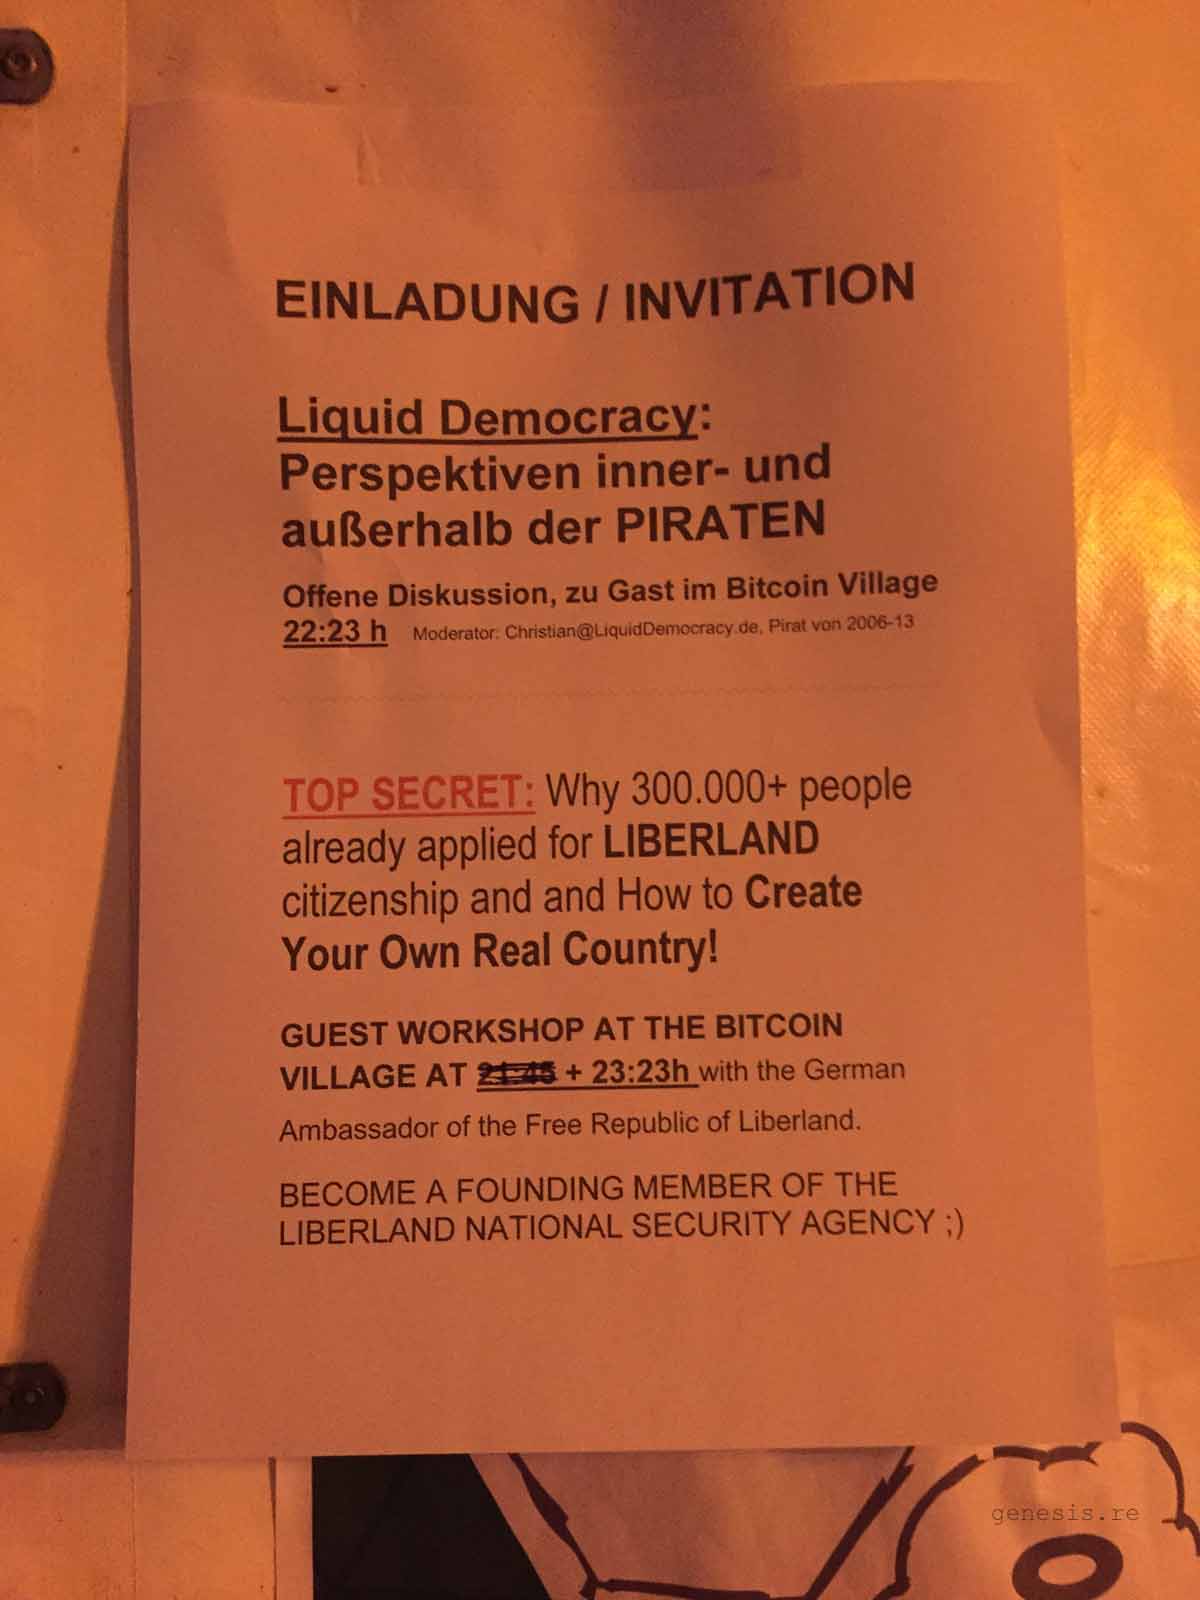 EINLADUNG / INVITATION
Liquid Democracy:
Perspektiven inner- und
außerhalb der PIRATEN
Offene Diskussion, zu Gast im Bitcoin Village
22:23 h Moderator: Christian@LiquidDemocracy.de, Pirat von 2006-13
TOP SECRET: Why 300.000+ people
already applied for LIBERLAND
citizenship and and How to Create
Your Own Real Country!
GUEST WORKSHOP AT THE BITCOIN
VILLAGE AT 21:45 + 23:23h with the German
Ambassador of the Free Republic of Liberland.
BECOME A FOUNDING MEMBER OF THE
LIBERLAND NATIONAL SECURITY AGENCY ;)
genesis.re